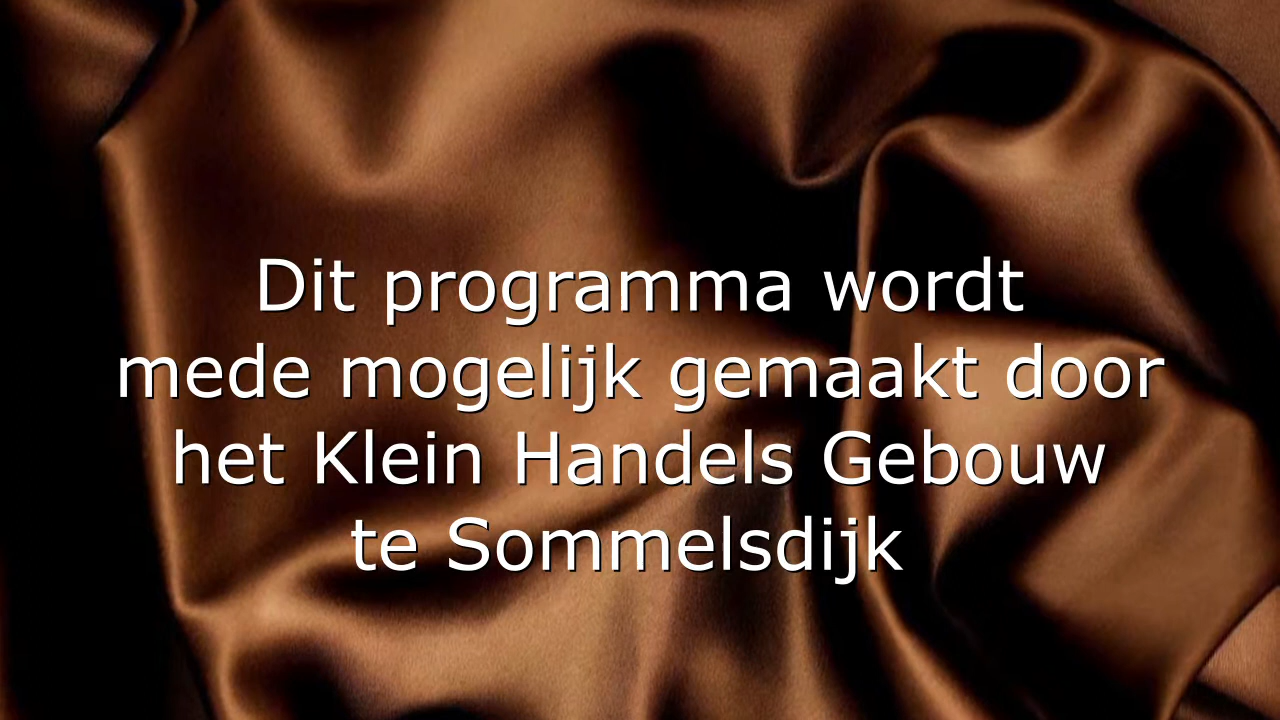 Dit programma wordt
mede mogelijk gemaakt door
het Klein Handels Gebouw
te Sommelsdijk